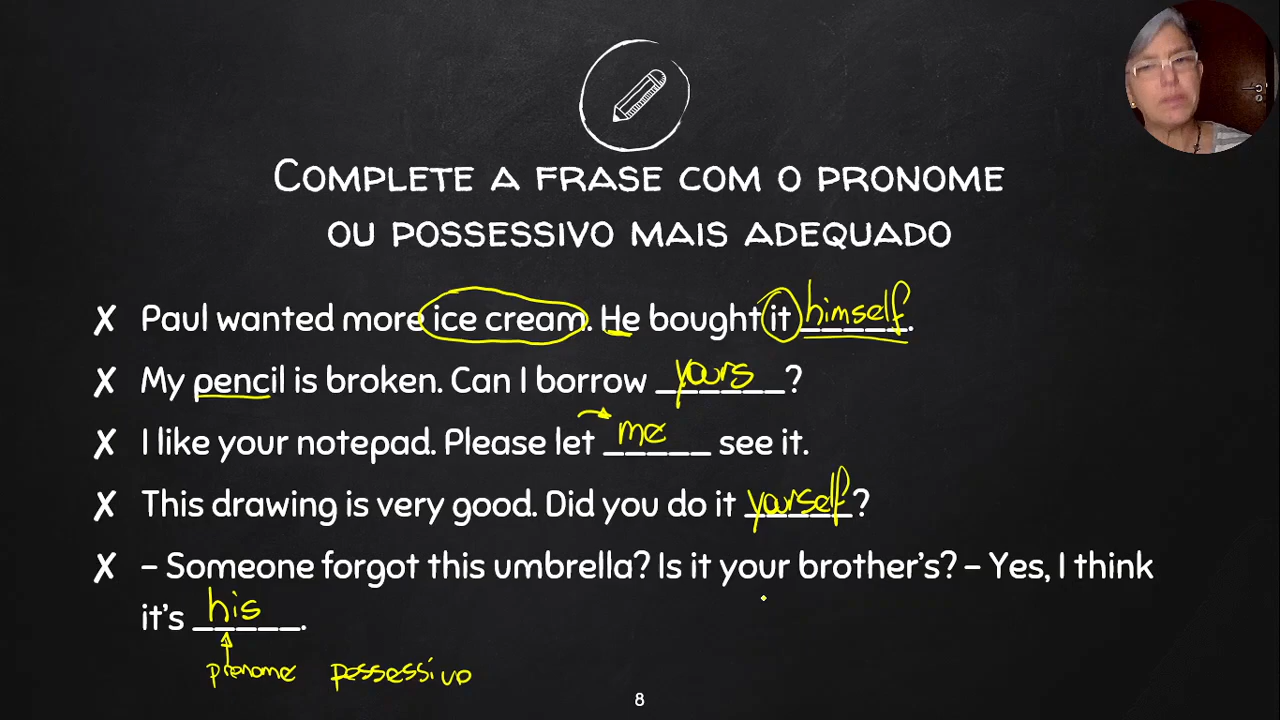 COMPLETE A FRASE COM O PRONOME
OU POSSESSIVO MAIS ADEQUADO
✗ Paul wanted more ice cream. He bought it himself.
✗ My pencil is broken. Can I borrow yours?
✗ I like your notepad. Please let me see it.
✗ This drawing is very good. Did you do it yourself?
✗ – Someone forgot this umbrella? Is it your brother's? – Yes, I think
it's his.
pronome possessivo
8